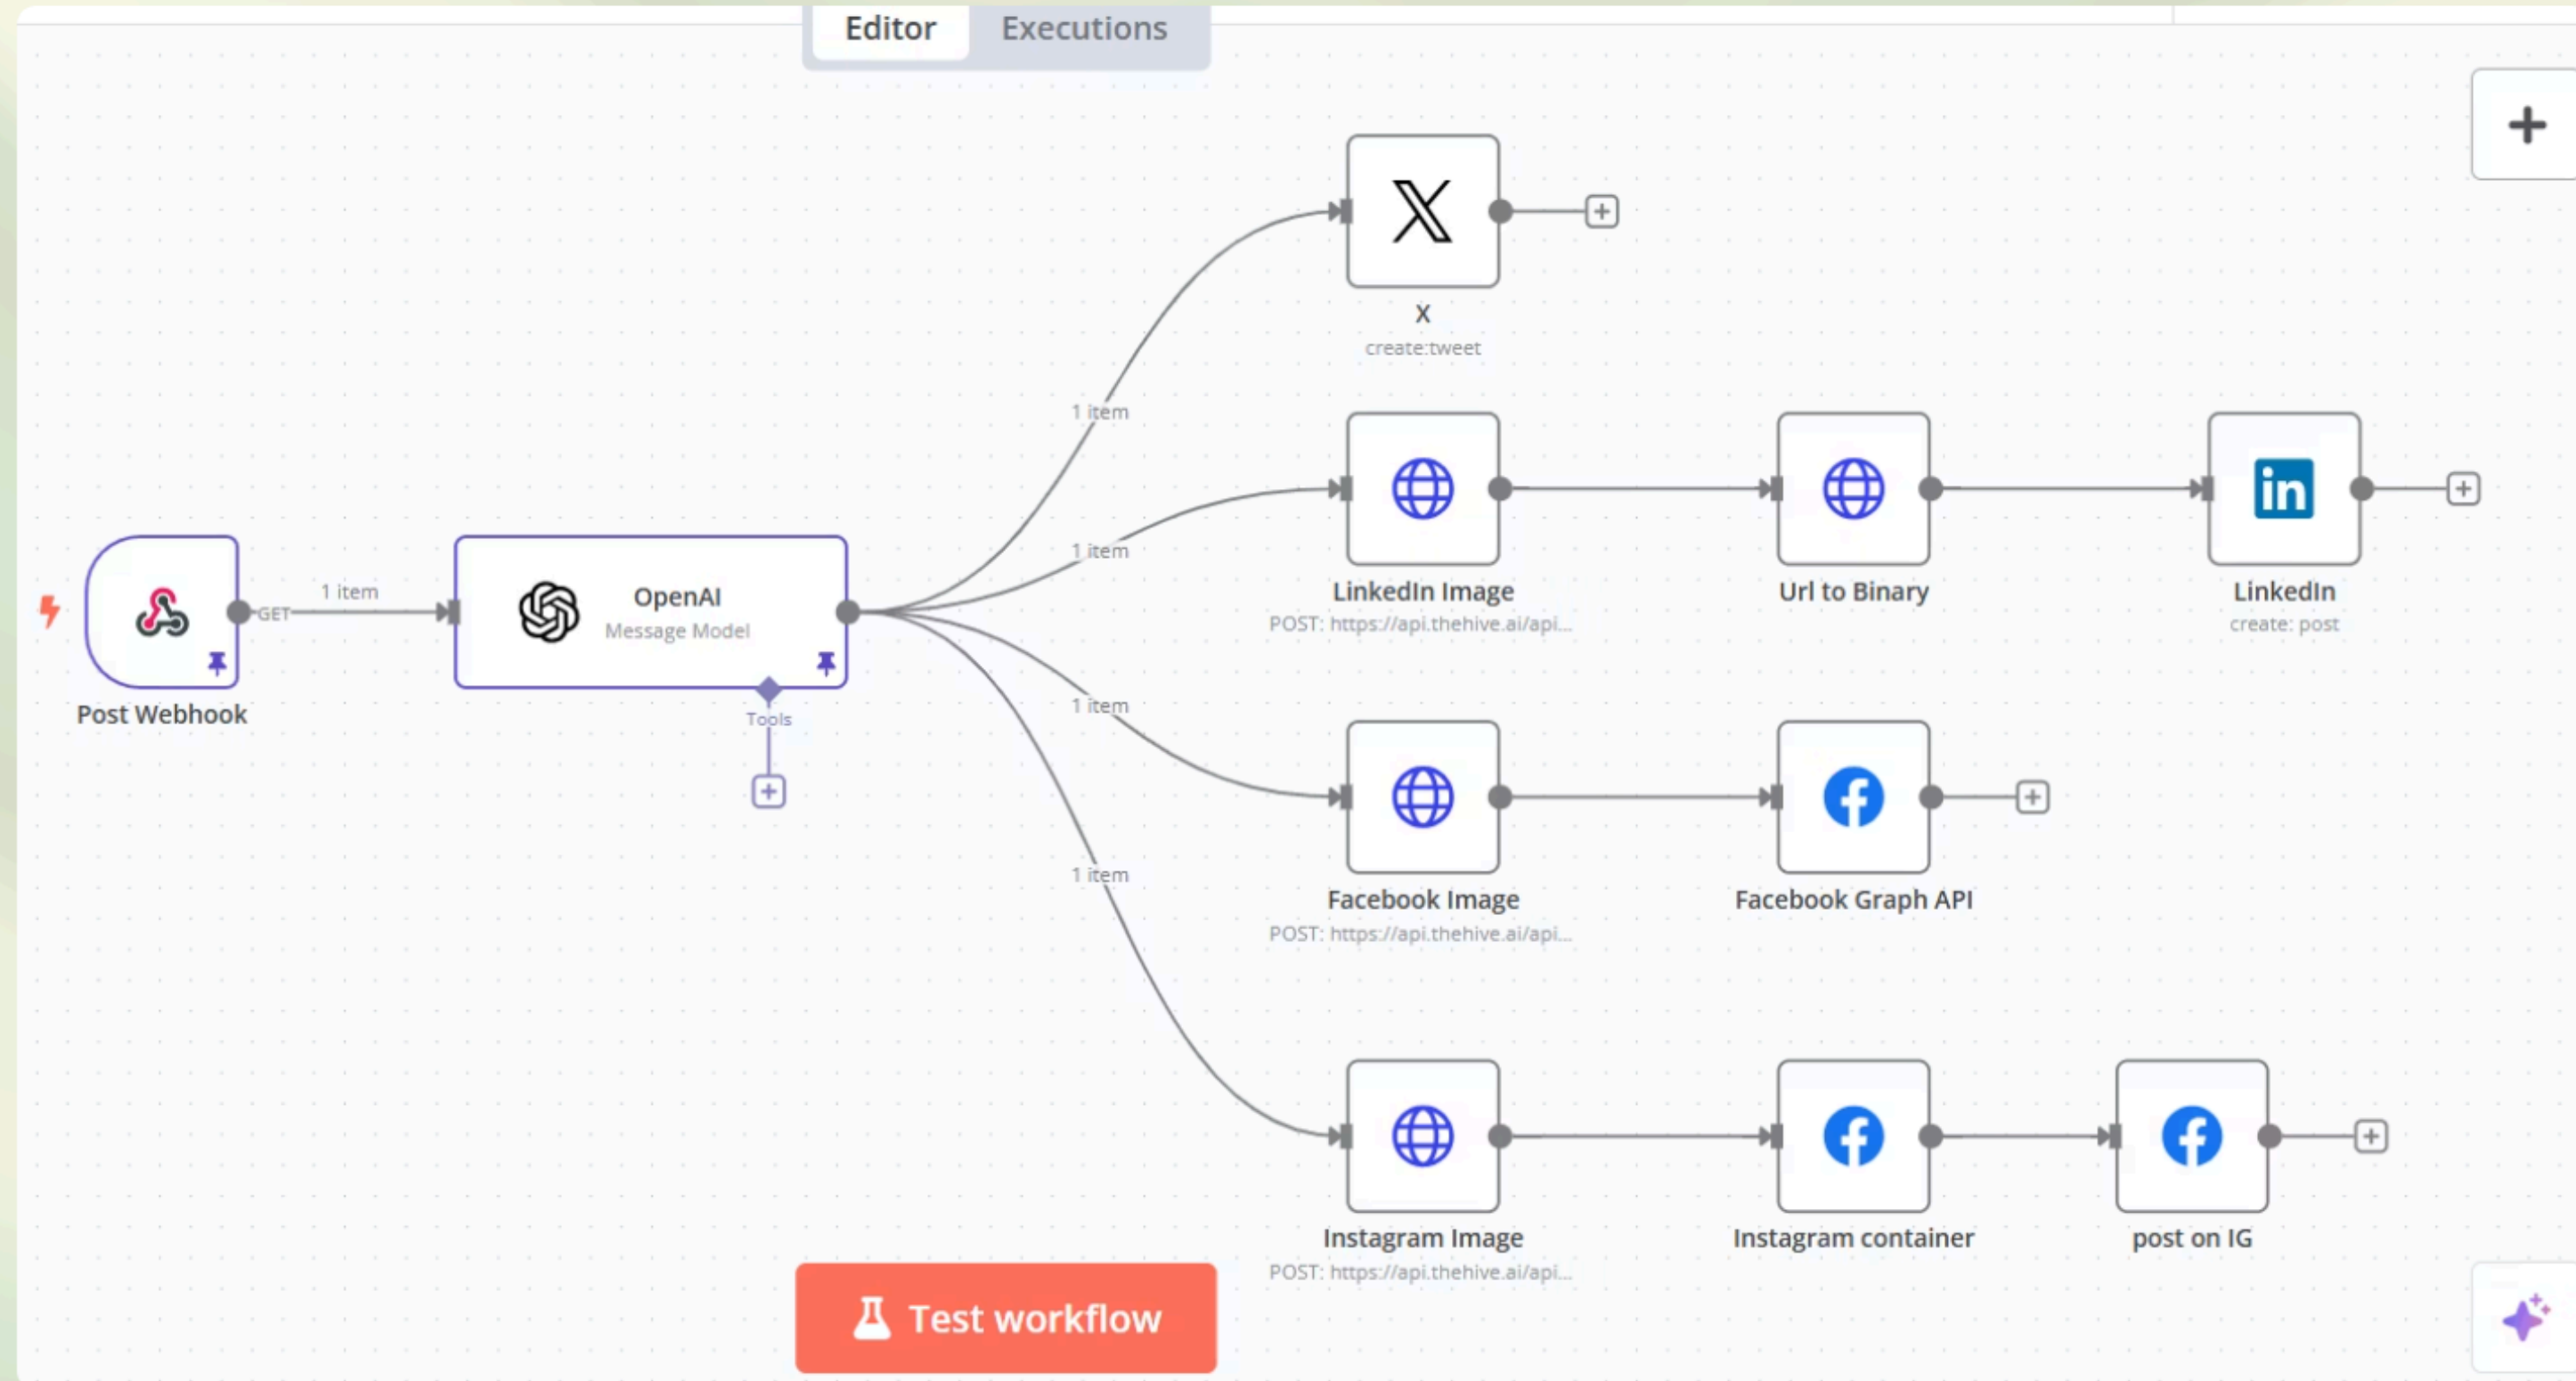 Editor
Executions
X
create:tweet
1 item
1 item
LinkedIn Image
POST: https://api.thehive.ai/api...
Url to Binary
LinkedIn
create: post
Post Webhook
GET
1 item
OpenAI
Message Model
Tools
1 item
Facebook Image
POST: https://api.thehive.ai/api...
Facebook Graph API
1 item
Instagram Image
POST: https://api.thehive.ai/api...
Instagram container
post on IG
Test workflow